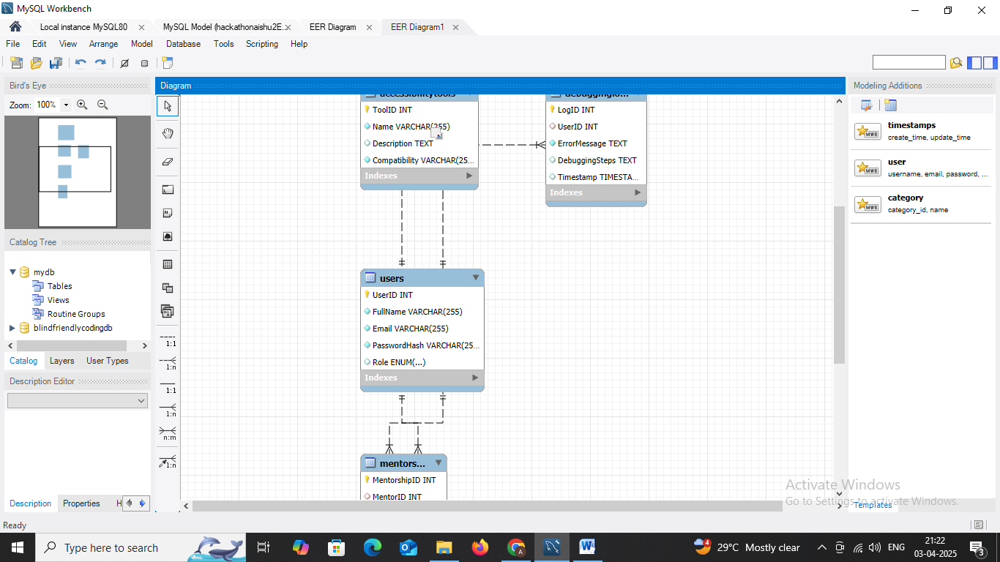 MySQL Workbench
Local instance MySQL80
MySQL Model (hackathonaishu2E...
EER Diagram
EER Diagram1
File Edit View Arrange Model Database Tools Scripting Help
Bird's Eye
Zoom: 100%
Catalog Tree
mydb
Tables
Views
Routine Groups
blindfriendlycodingdb
Catalog Layers User Types
Description Editor
Description Properties H
Ready
Diagram
1:1
1:n
1:1
1:n
n:m
1:n
accessibilitytools
ToolID INT
Name VARCHAR(255)
Description TEXT
Compatibility VARCHAR(25...
Indexes
debugginglo...
LogID INT
UserID INT
ErrorMessage TEXT
DebuggingSteps TEXT
Timestamp TIMESTA...
Indexes
users
UserID INT
FullName VARCHAR(255)
Email VARCHAR(255)
PasswordHash VARCHAR(25...
Role ENUM(...)
Indexes
mentors...
MentorshipID INT
MentorID INT
Modeling Additions
MWB
timestamps
create_time, update_time
MWB
user
username, email, password, ...
MWB
category
category_id, name
Activate Windows
Go to Settings to activate Windows.
Templates
Type here to search
29°C Mostly clear
ENG
21:22
03-04-2025
3